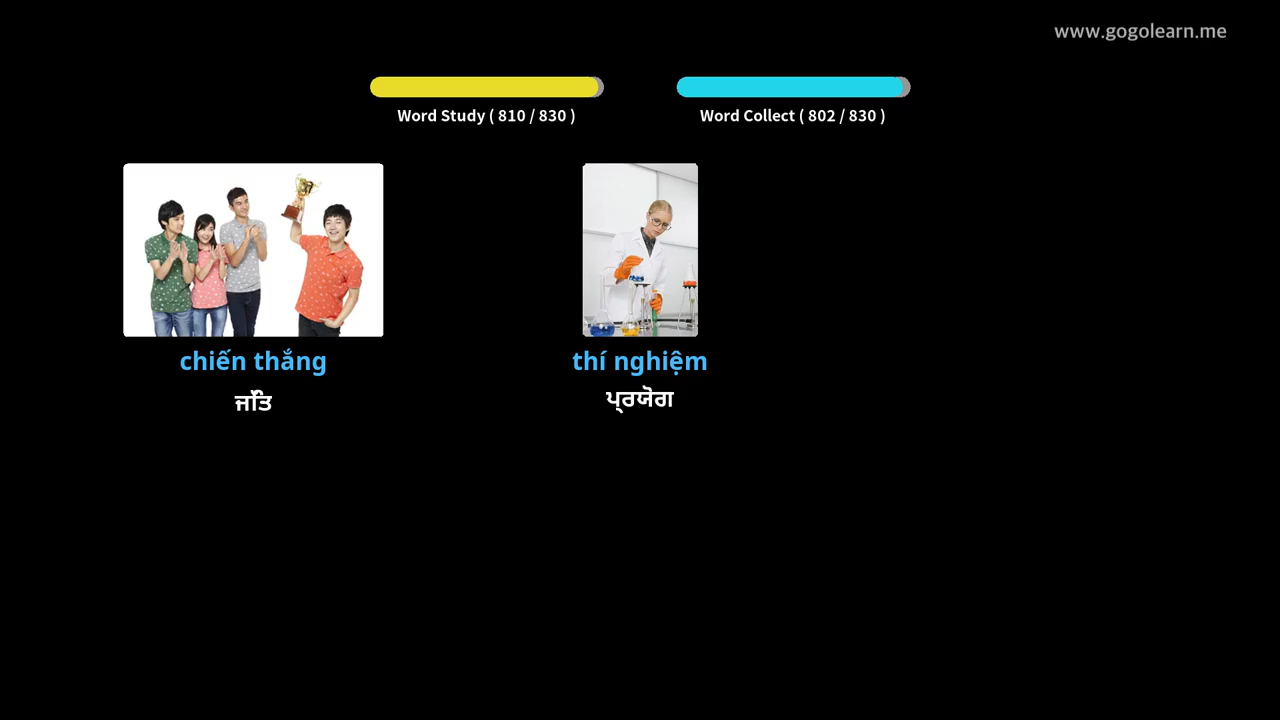 www.gogolearn.me
Word Study ( 810 / 830 )
Word Collect ( 802 / 830 )
chiến thắng
ਜਿੱਤ
thí nghiệm
ਪ੍ਰਯੋਗ